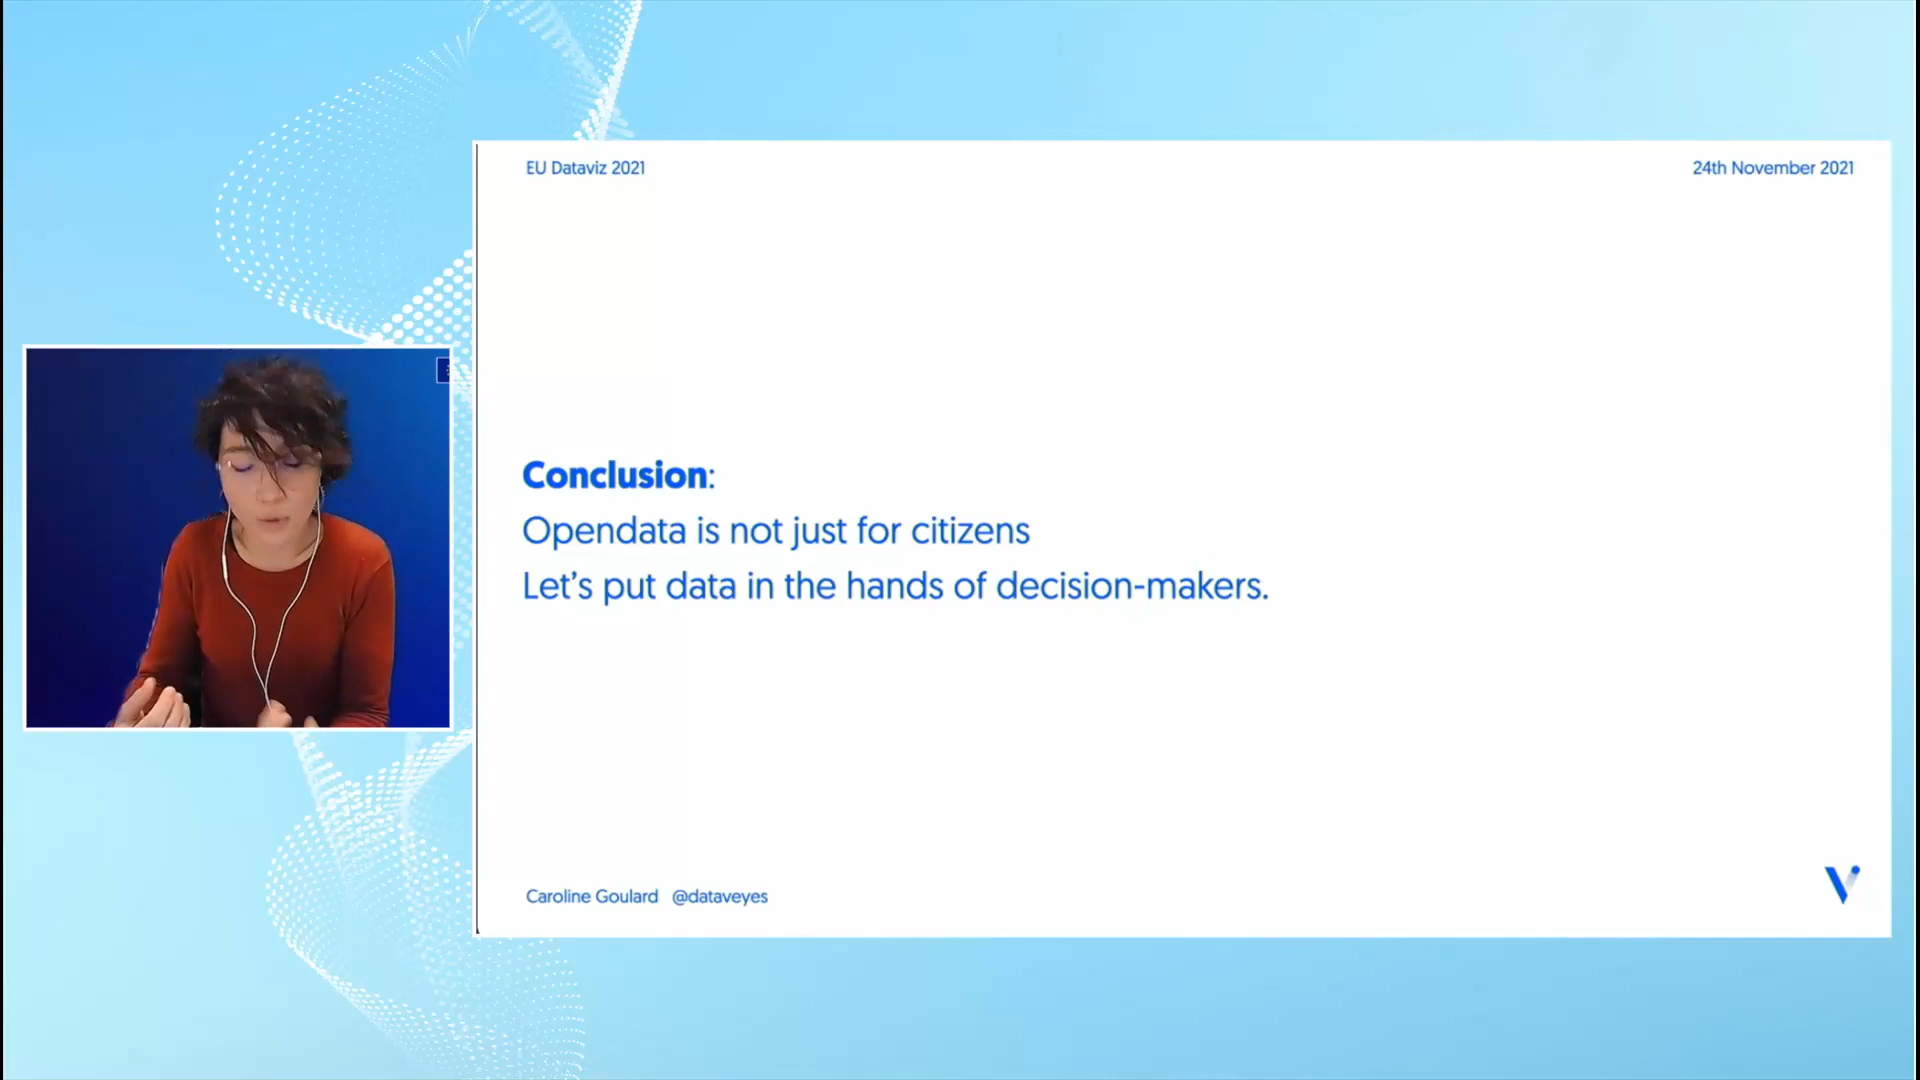 EU Dataviz 2021
24th November 2021
Conclusion:
Opendata is not just for citizens
Let's put data in the hands of decision-makers.
Caroline Goulard @dataveyes